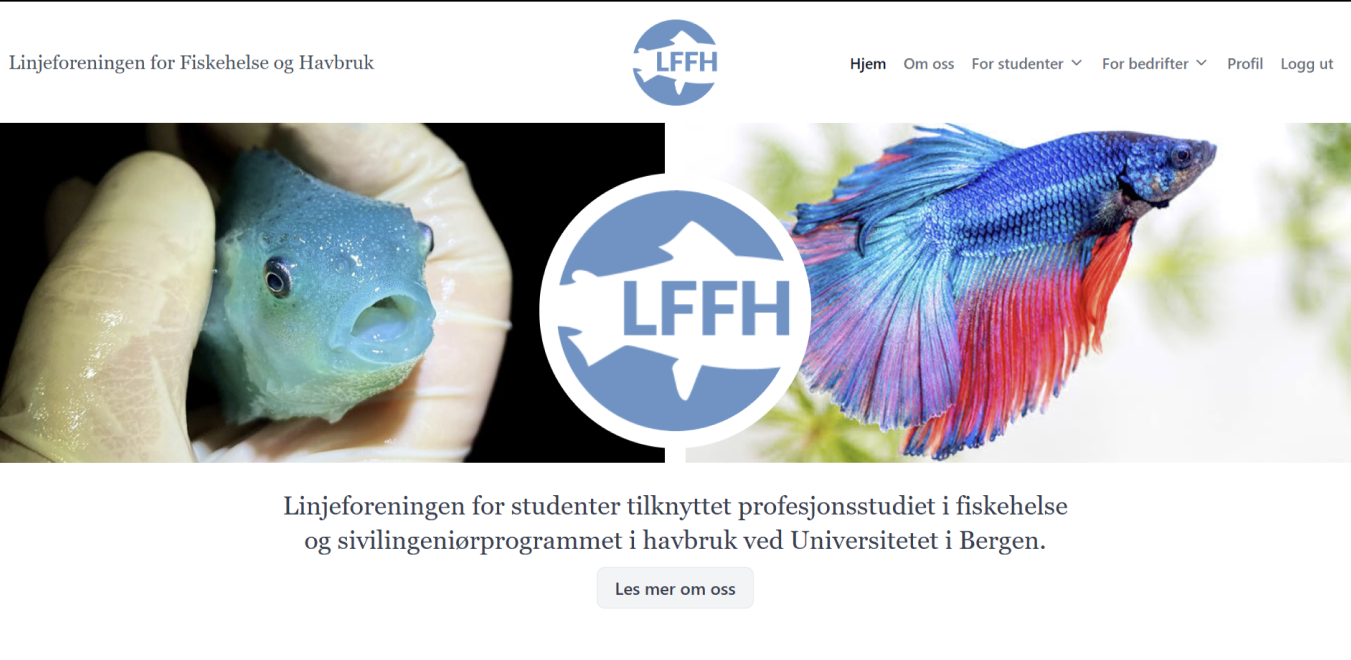 Linjeforeningen for Fiskehelse og Havbruk
LFFH
Hjem Om oss For studenter For bedrifter Profil Logg ut
LFFH
Linjeforeningen for studenter tilknyttet profesjonsstudiet i fiskehelse
og sivilingeniørprogrammet i havbruk ved Universitetet i Bergen.
Les mer om oss